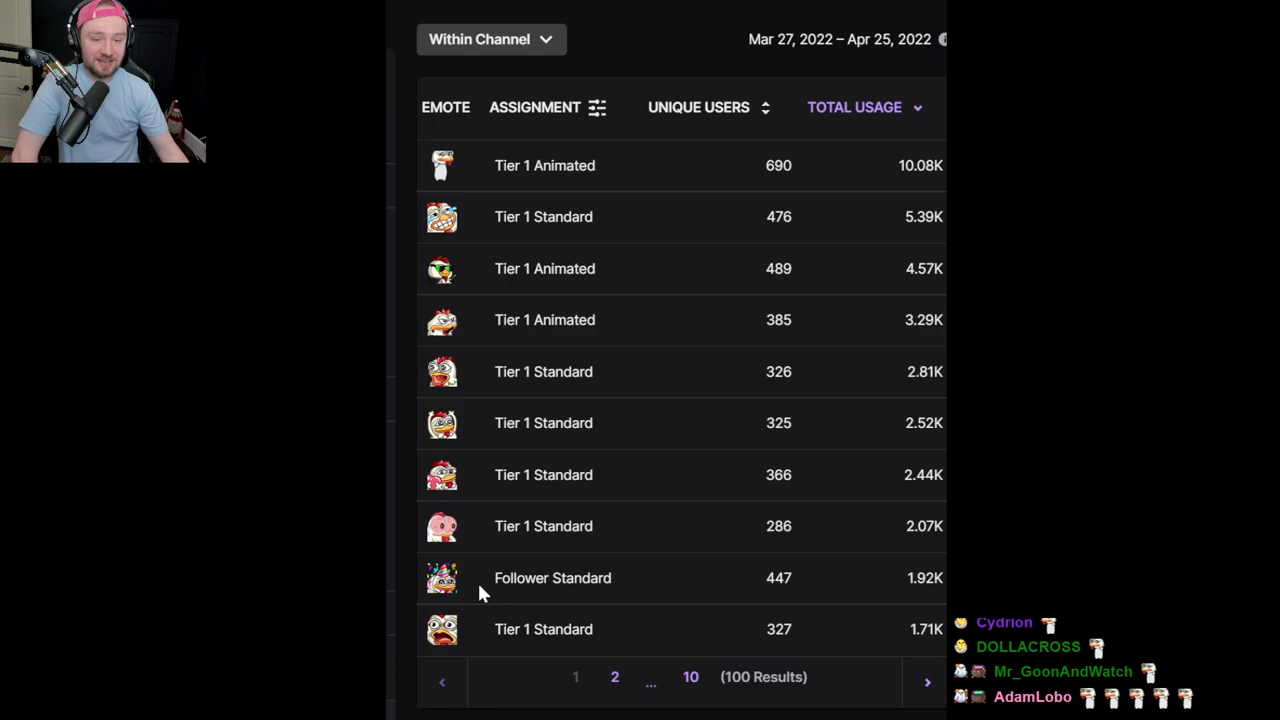 Within Channel
Mar 27, 2022 – Apr 25, 2022
EMOTE ASSIGNMENT UNIQUE USERS TOTAL USAGE
Tier 1 Animated 690 10.08K
Tier 1 Standard 476 5.39K
Tier 1 Animated 489 4.57K
Tier 1 Animated 385 3.29K
Tier 1 Standard 326 2.81K
Tier 1 Standard 325 2.52K
Tier 1 Standard 366 2.44K
Tier 1 Standard 286 2.07K
Follower Standard 447 1.92K
Tier 1 Standard 327 1.71K
1 2 ... 10 (100 Results)
Cydrion
DOLLACROSS
Mr_GoonAndWatch
AdamLobo